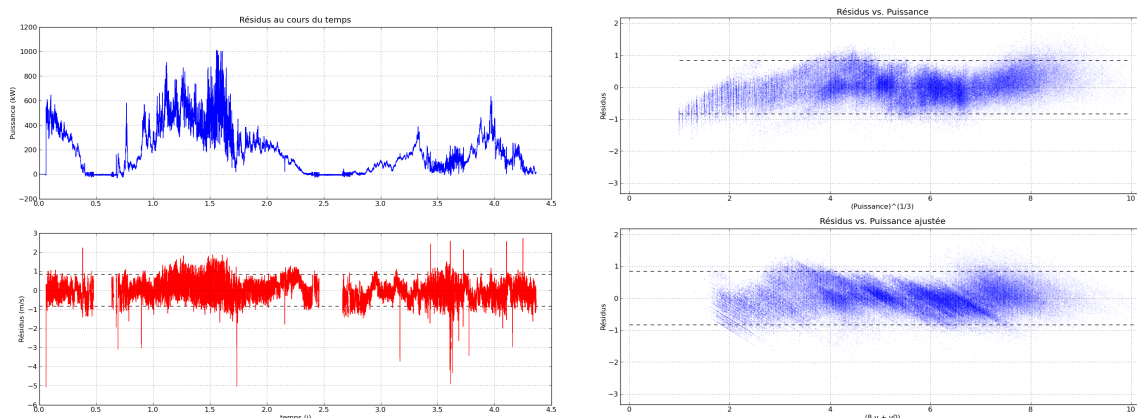 Résidus au cours du temps
1200
1000
800
600
400
200
0
−200
Puissance (kW)
0.0 0.5 1.0 1.5 2.0 2.5 3.0 3.5 4.0 4.5
3
2
1
0
−1
−2
−3
−4
−5
−6
Résidus (m/s)
0.0 0.5 1.0 1.5 2.0 2.5 3.0 3.5 4.0 4.5
temps (j)
Résidus vs. Puissance
2
1
0
−1
−2
−3
Résidus
0 2 4 6 8 10
(Puissance)^(1/3)
Résidus vs. Puissance ajustée
2
1
0
−1
−2
−3
Résidus
0 2 4 6 8 10